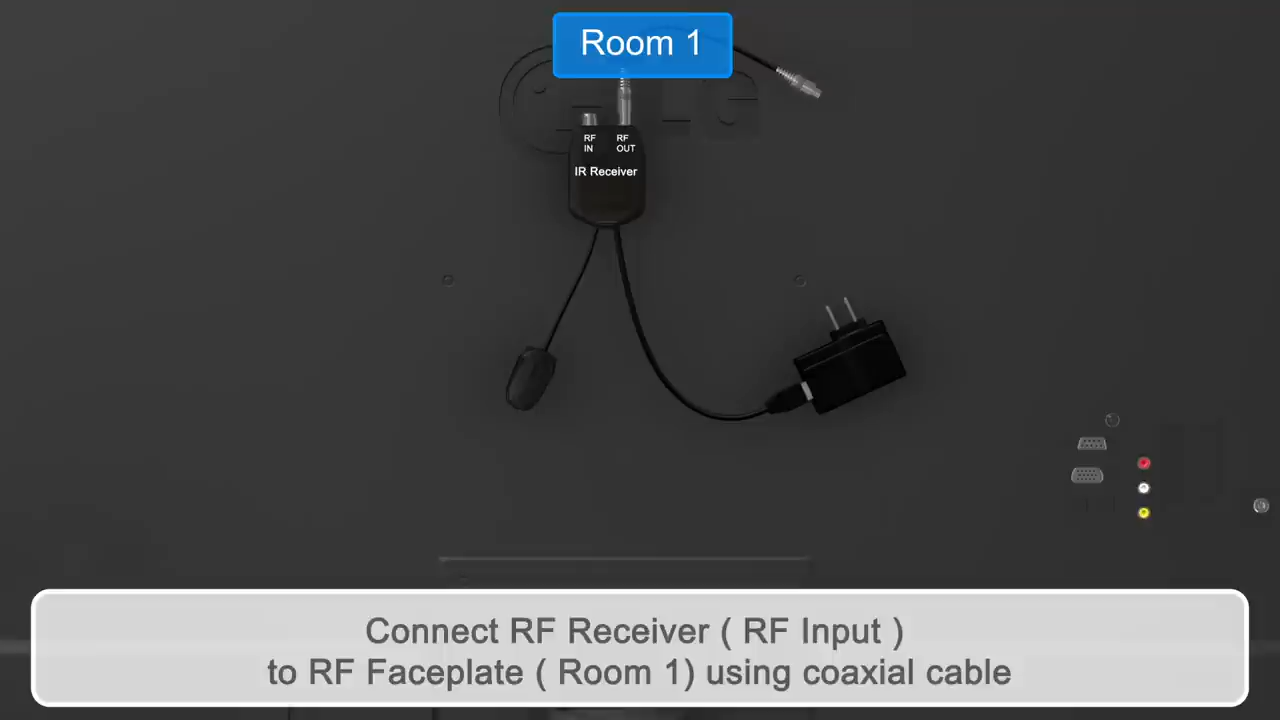 Room 1
RF
IN
RF
OUT
IR Receiver
Connect RF Receiver ( RF Input )
to RF Faceplate ( Room 1) using coaxial cable